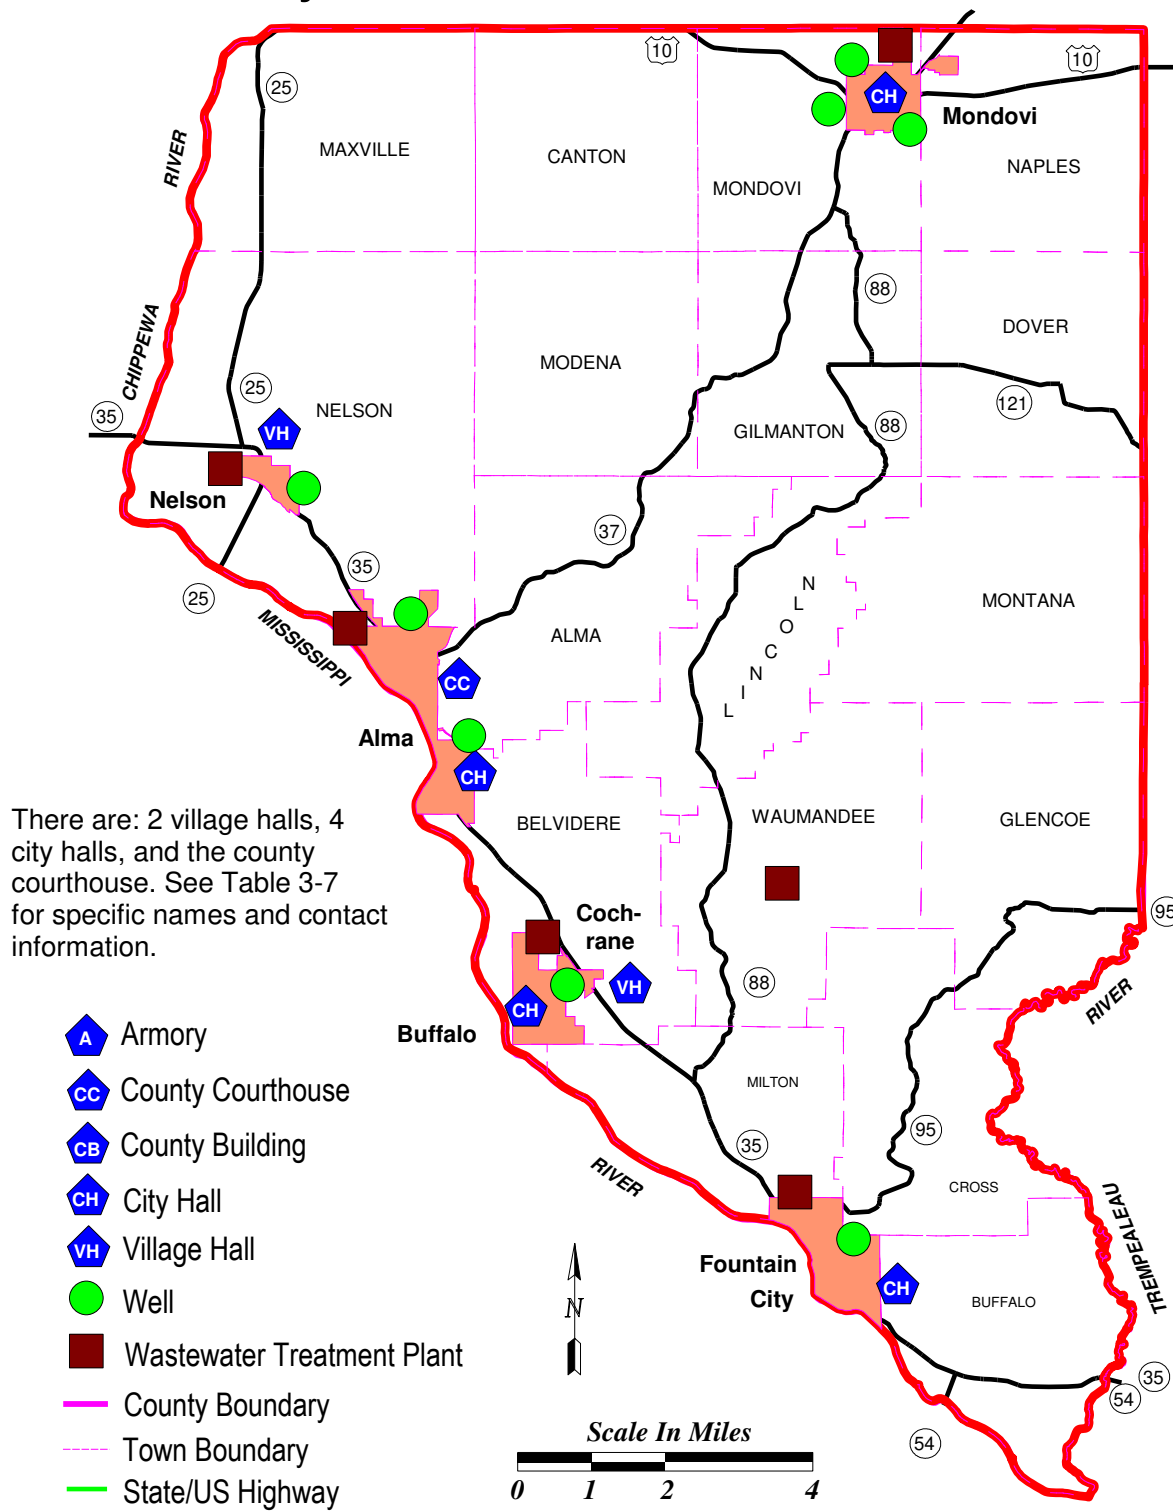 10
10
25
CH
Mondovi
RIVER
MAXVILLE
CANTON
MONDOVI
NAPLES
88
CHIPPEWA
DOVER
MODENA
25
35
NELSON
121
VH
GILMANTON
88
Nelson
37
35
25
LINCOLN
MONTANA
MISSISSIPPI
ALMA
CC
Alma
CH
There are: 2 village halls, 4
city halls, and the county
courthouse. See Table 3-7
for specific names and contact
information.
BELVIDERE
WAUMANDEE
GLENCOE
Coch-
rane
95
VH
88
CH
RIVER
Buffalo
MILTON
95
35
RIVER
CROSS
TREMPEALEAU
Fountain
City
CH
BUFFALO
35
54
54
A Armory
CC County Courthouse
CB County Building
CH City Hall
VH Village Hall
Well
Wastewater Treatment Plant
County Boundary
Town Boundary
State/US Highway
N
Scale In Miles
0 1 2 4